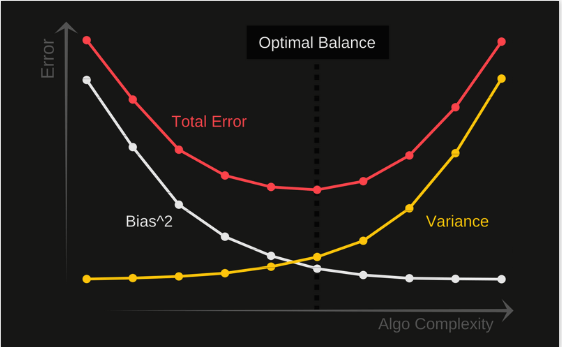 Error
Optimal Balance
Total Error
Bias^2
Variance
Algo Complexity